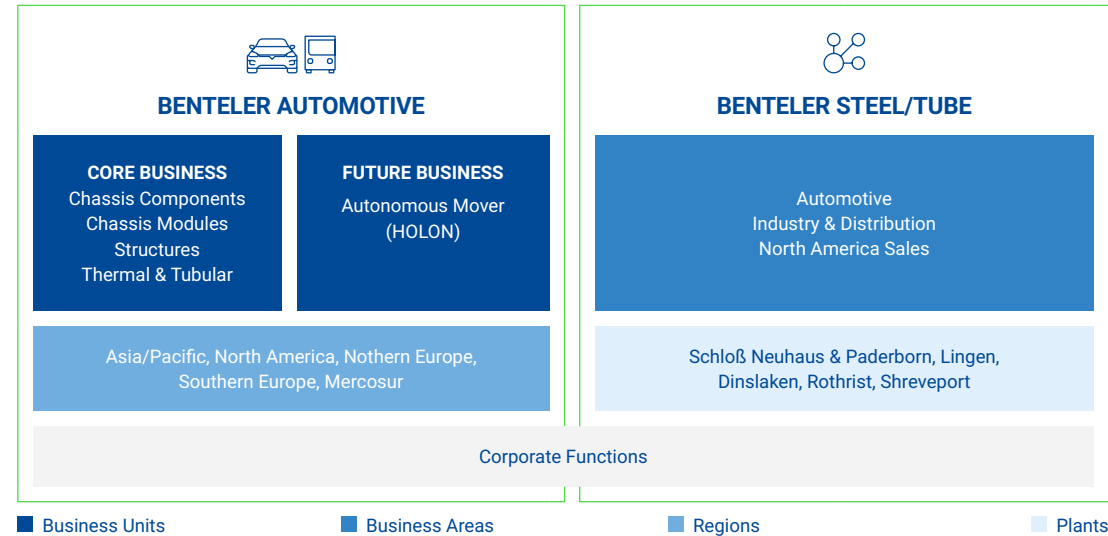 BENTELER AUTOMOTIVE
CORE BUSINESS
Chassis Components
Chassis Modules
Structures
Thermal & Tubular
FUTURE BUSINESS
Autonomous Mover
(HOLON)
Asia/Pacific, North America, Nothern Europe,
Southern Europe, Mercosur
BENTELER STEEL/TUBE
Automotive
Industry & Distribution
North America Sales
Schloß Neuhaus & Paderborn, Lingen,
Dinslaken, Rothrist, Shreveport
Corporate Functions
Business Units
Business Areas
Regions
Plants